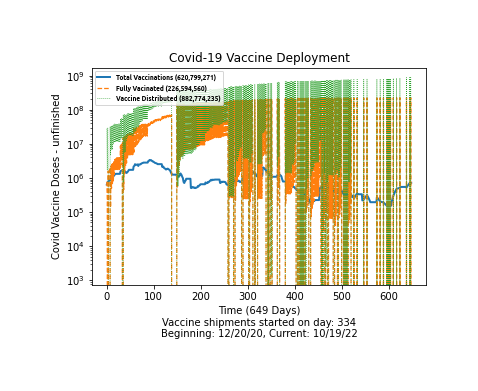 Covid-19 Vaccine Deployment
Total Vaccinations (620,799,271)
Fully Vacinated (226,594,560)
Vaccine Distributed (882,774,235)
Covid Vaccine Doses - unfinished
10⁹
10⁸
10⁷
10⁶
10⁵
10⁴
10³
0 100 200 300 400 500 600
Time (649 Days)
Vaccine shipments started on day: 334
Beginning: 12/20/20, Current: 10/19/22